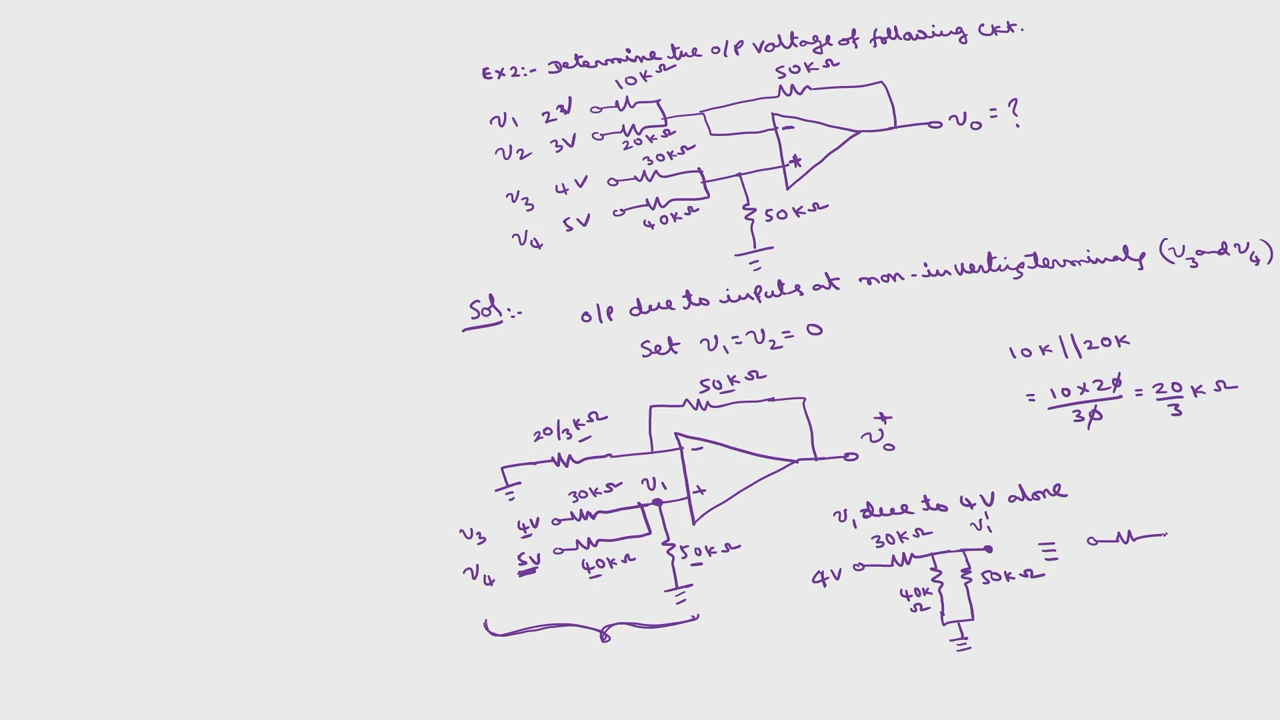 Ex2:- Determine the o/p voltage of following ckt.
10KΩ
50KΩ
v1 2V
v2 3V
20KΩ
vo = ?
30KΩ
v3 4V
v4 5V
40KΩ
50KΩ
-
+
Sol:- o/p due to inputs at non-inverting terminals (v3 and v4)
Set v1 = v2 = 0
10K || 20K
= 10 x 20 / 30 = 20/3 KΩ
50KΩ
20/3 KΩ
-
+
vo+
30KΩ v1
v3 4V
v4 5V
40KΩ
50KΩ
v1 due to 4V alone
30KΩ v1'
4V
40KΩ
50KΩ
≡